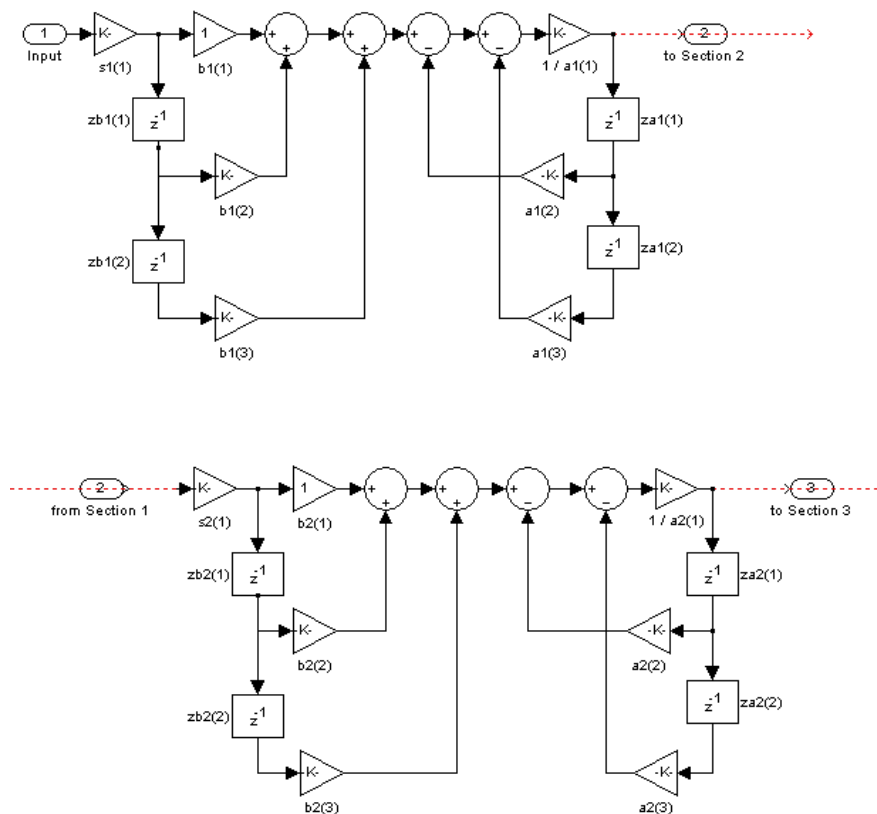 1
Input
K-
s1(1)
1
b1(1)
+
+
+
+
+
−
+
−
K-
1 / a1(1)
2
to Section 2
zb1(1)
z-1
za1(1)
z-1
K-
b1(2)
-K-
a1(2)
zb1(2)
z-1
za1(2)
z-1
K-
b1(3)
-K-
a1(3)
2
from Section 1
K-
s2(1)
1
b2(1)
+
+
+
+
+
−
+
−
K-
1 / a2(1)
3
to Section 3
zb2(1)
z-1
za2(1)
z-1
K-
b2(2)
-K-
a2(2)
zb2(2)
z-1
za2(2)
z-1
K-
b2(3)
-K-
a2(3)